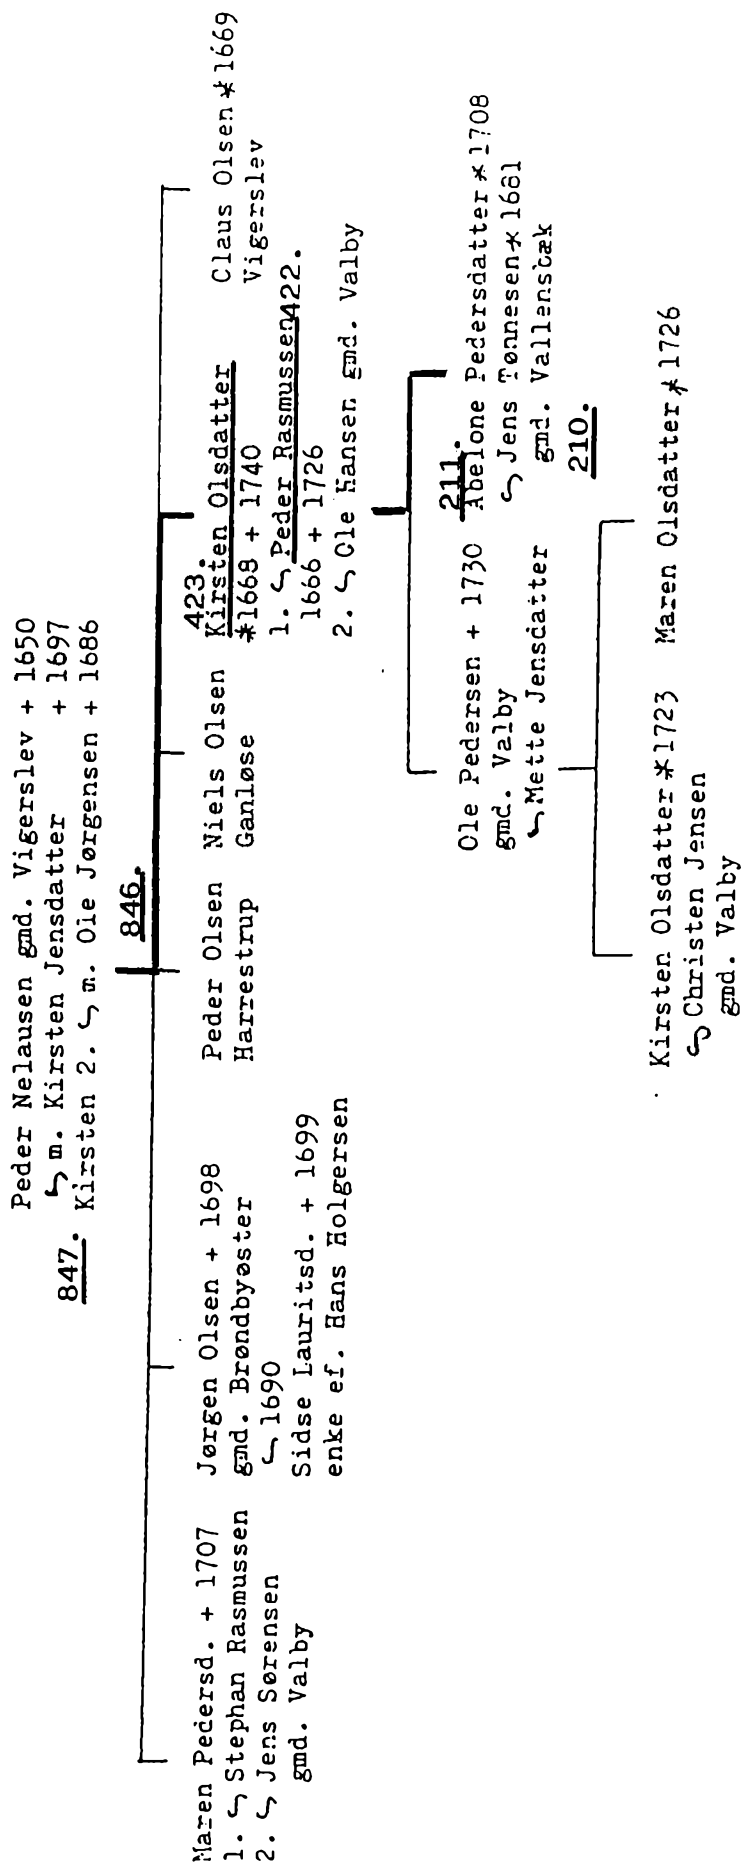 Peder Nelausen gmd. Vigerslev + 1650
m. Kirsten Jensdatter + 1697
847. Kirsten 2. m. Ole Jørgensen + 1686
846.
Maren Pedersd. + 1707
1. Stephan Rasmussen
2. Jens Sørensen
gmd. Valby
Jørgen Olsen + 1698
gmd. Brøndbyøster
1690
Sidse Lauritsd. + 1699
enke ef. Hans Holgersen
Peder Olsen
Harrestrup
Niels Olsen
Ganløse
423.
Kirsten Olsdatter
*1668 + 1740
1. Peder Rasmussen 422.
1666 + 1726
2. Ole Hansen gmd. Valby
Claus Olsen * 1669
Vigerslev
Ole Pedersen + 1730
gmd. Valby
Mette Jensdatter
211.
Abelone Pedersdatter * 1708
Jens Tønnesen * 1681
gmd. Vallensbæk
210.
Kirsten Olsdatter *1723
Christen Jensen
gmd. Valby
Maren Olsdatter * 1726